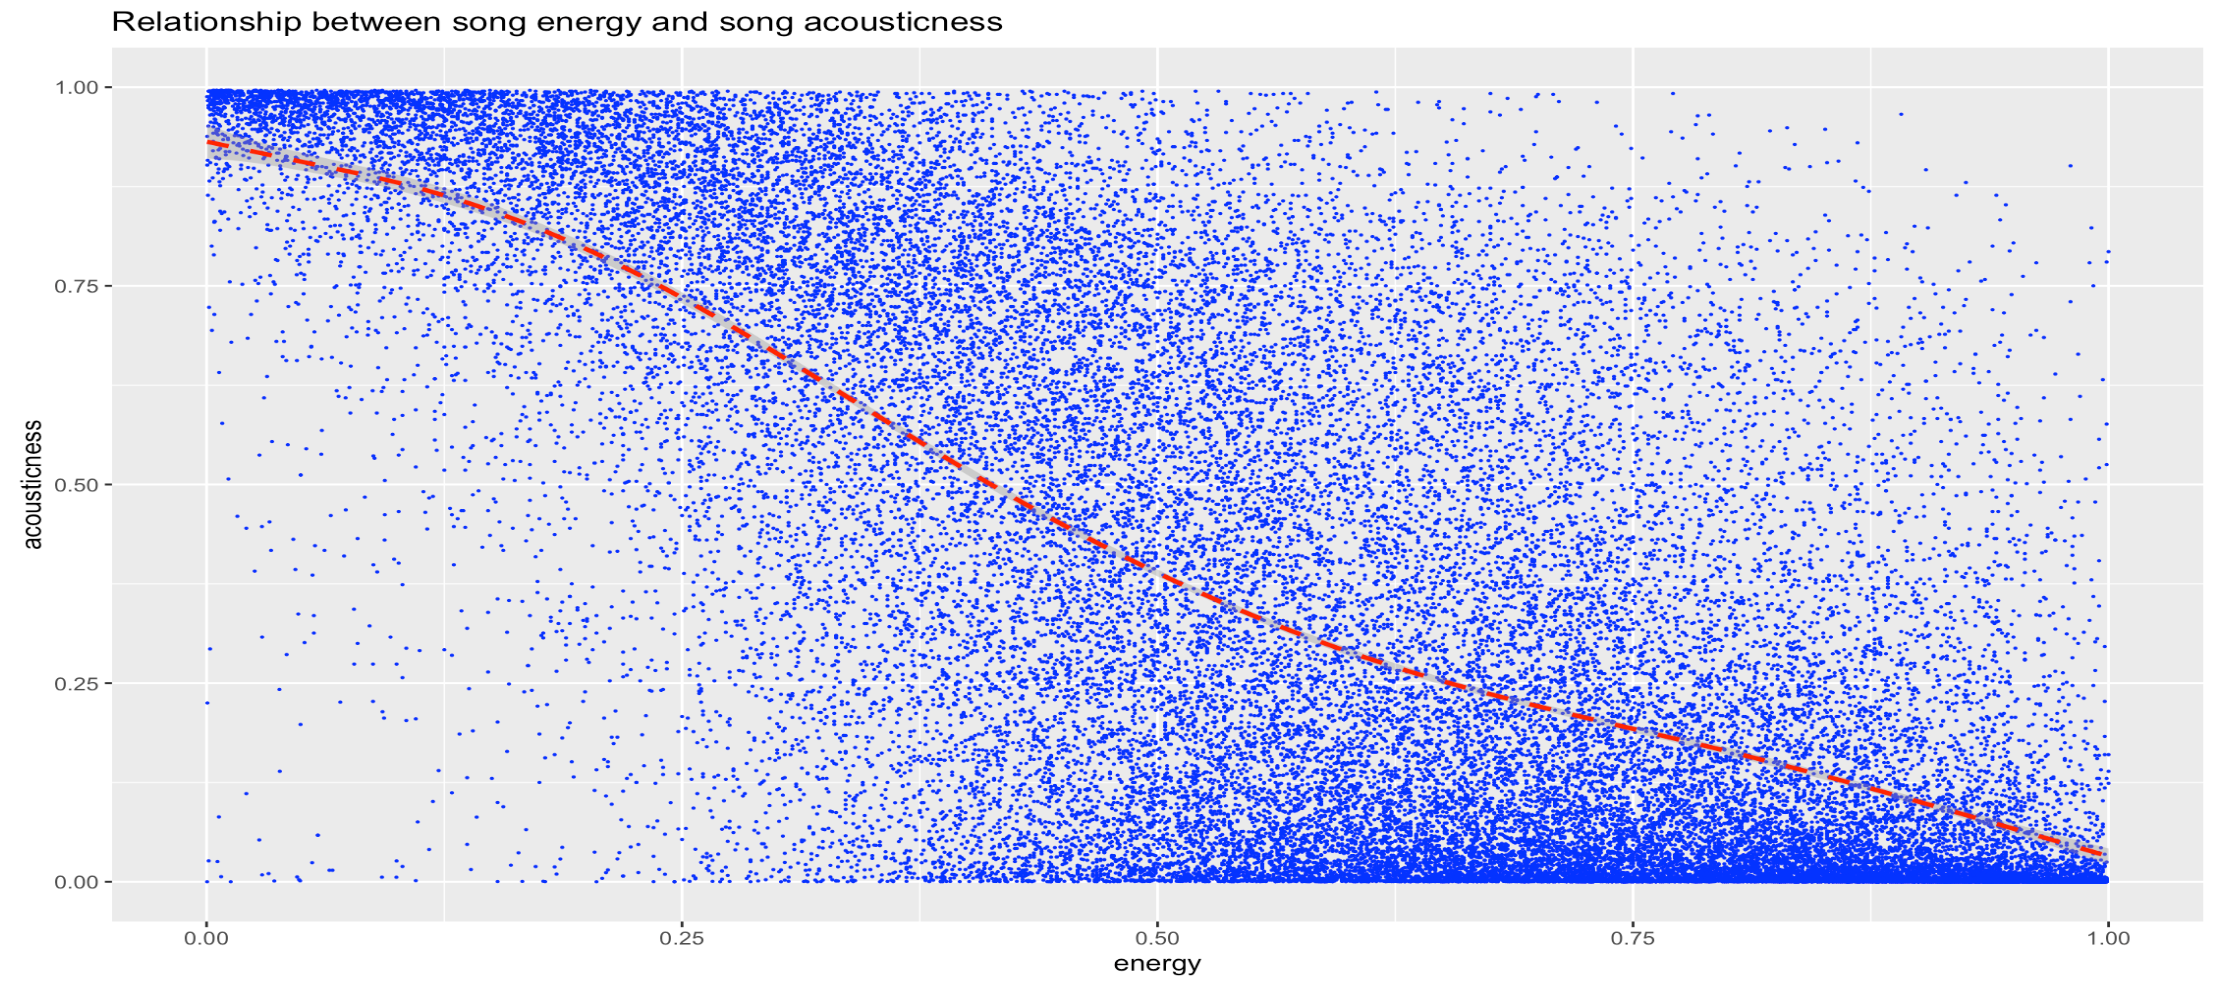 Relationship between song energy and song acousticness
acousticness
1.00
0.75
0.50
0.25
0.00
0.00 0.25 0.50 0.75 1.00
energy